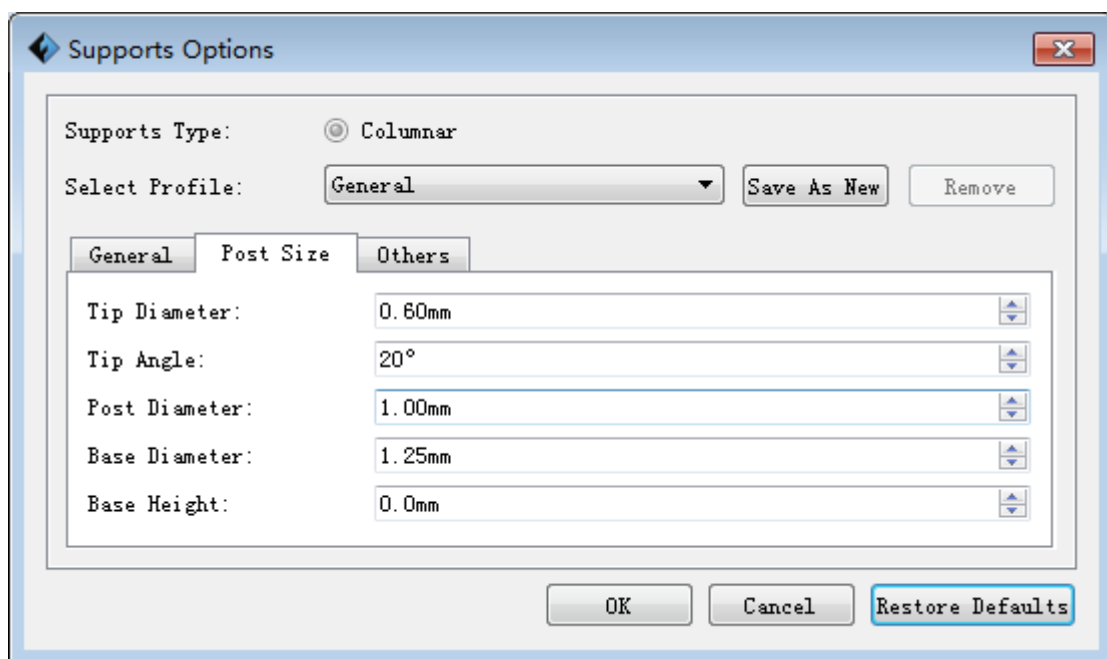 Supports Options
Supports Type: Columnar
Select Profile: General Save As New Remove
General Post Size Others
Tip Diameter: 0.60mm
Tip Angle: 20°
Post Diameter: 1.00mm
Base Diameter: 1.25mm
Base Height: 0.0mm
OK Cancel Restore Defaults